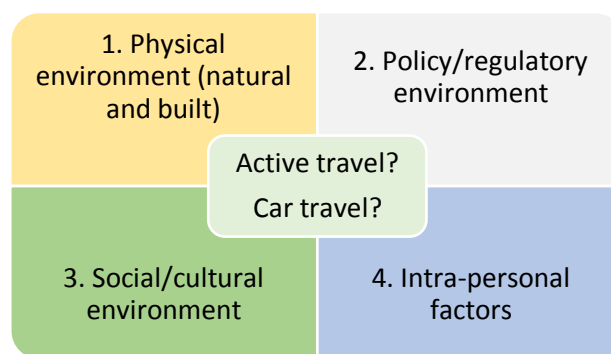 1. Physical
environment (natural
and built)
2. Policy/regulatory
environment
Active travel?
Car travel?
3. Social/cultural
environment
4. Intra-personal
factors